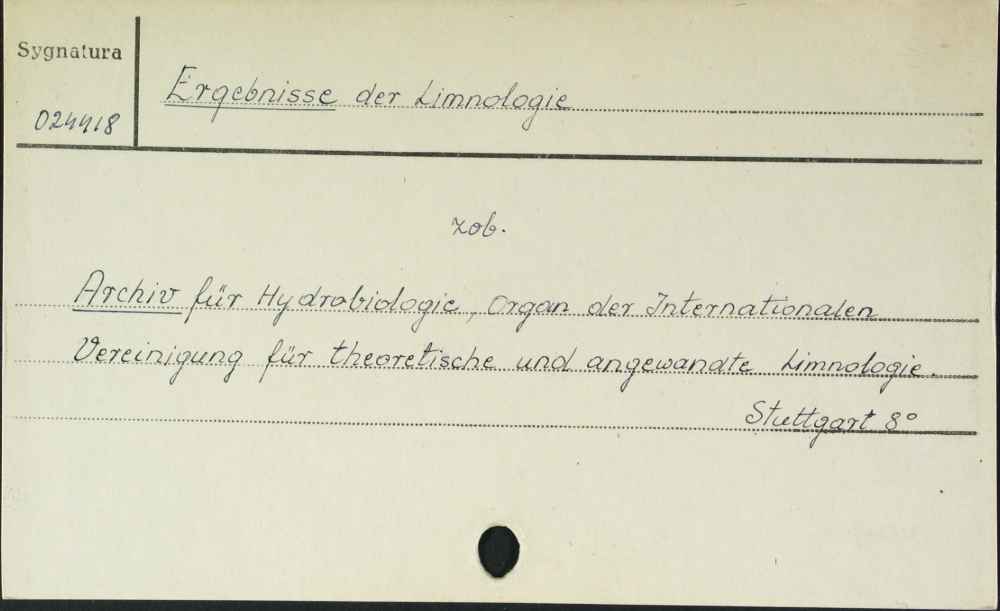 Sygnatura
Ergebnisse der Limnologie
024418
zob.
Archiv für Hydrobiologie, Organ der Internationalen
Vereinigung für theoretische und angewandte Limnologie.
Stuttgart 8°